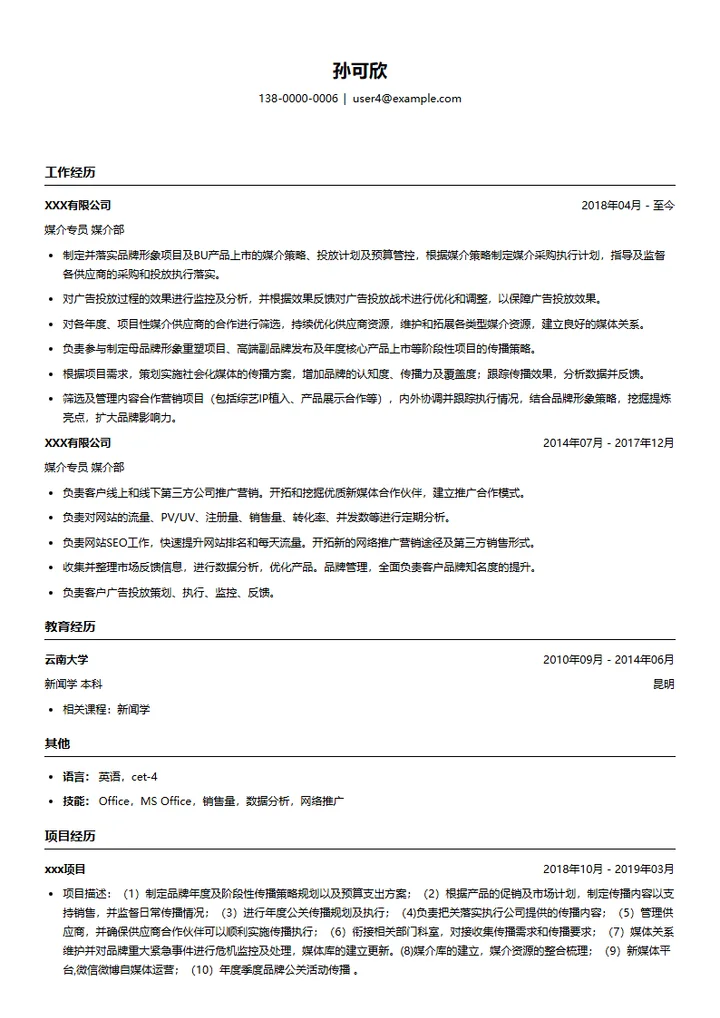 孙可欣
138-0000-0006 | user4@example.com
工作经历
XXX有限公司 2018年04月 - 至今
媒介专员 媒介部
• 制定并落实品牌形象项目及BU产品上市的媒介策略、投放计划及预算管控，根据媒介策略制定媒介采购执行计划，指导及监督
各供应商的采购和投放执行落实。
• 对广告投放过程的效果进行监控及分析，并根据效果反馈对广告投放战术进行优化和调整，以保障广告投放效果。
• 对各年度、项目性媒介供应商的合作进行筛选，持续优化供应商资源，维护和拓展各类型媒介资源，建立良好的媒体关系。
• 负责参与制定母品牌形象重塑项目、高端副品牌发布及年度核心产品上市等阶段性项目的传播策略。
• 根据项目需求，策划实施社会化媒体的传播方案，增加品牌的认知度、传播力及覆盖度；跟踪传播效果，分析数据并反馈。
• 筛选及管理内容合作营销项目（包括综艺IP植入、产品展示合作等），内外协调并跟踪执行情况，结合品牌形象策略，挖掘提炼
亮点，扩大品牌影响力。
XXX有限公司 2014年07月 - 2017年12月
媒介专员 媒介部
• 负责客户线上和线下第三方公司推广营销。开拓和挖掘优质新媒体合作伙伴，建立推广合作模式。
• 负责对网站的流量、PV/UV、注册量、销售量、转化率、并发数等进行定期分析。
• 负责网站SEO工作，快速提升网站排名和每天流量。开拓新的网络推广营销途径及第三方销售形式。
• 收集并整理市场反馈信息，进行数据分析，优化产品。品牌管理，全面负责客户品牌知名度的提升。
• 负责客户广告投放策划、执行、监控、反馈。
教育经历
云南大学 2010年09月 - 2014年06月
新闻学 本科 昆明
• 相关课程：新闻学
其他
• 语言： 英语，cet-4
• 技能： Office，MS Office，销售量，数据分析，网络推广
项目经历
xxx项目 2018年10月 - 2019年03月
• 项目描述：（1）制定品牌年度及阶段性传播策略规划以及预算支出方案；（2）根据产品的促销及市场计划，制定传播内容以支
持销售，并监督日常传播情况；（3）进行年度公关传播规划及执行； (4)负责把关落实执行公司提供的传播内容；（5）管理供
应商，并确保供应商合作伙伴可以顺利实施传播执行；（6）衔接相关部门科室，对接收集传播需求和传播要求；（7）媒体关系
维护并对品牌重大紧急事件进行危机监控及处理，媒体库的建立更新。(8)媒介库的建立，媒介资源的整合梳理；（9）新媒体平
台,微信微博自媒体运营；（10）年度季度品牌公关活动传播 。